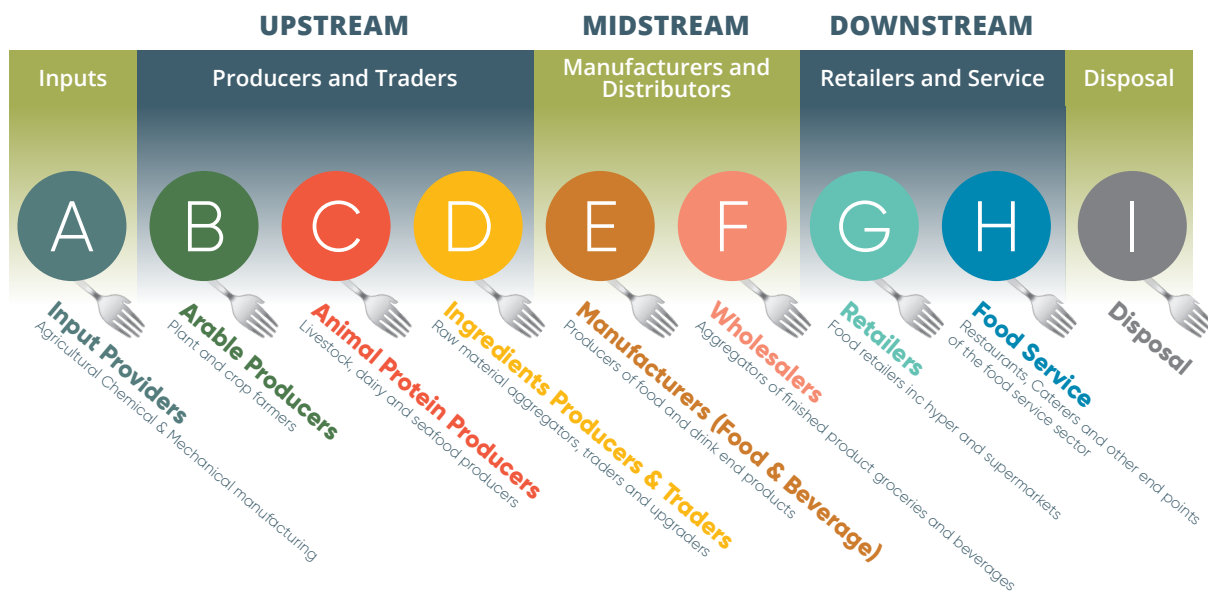 UPSTREAM
MIDSTREAM
DOWNSTREAM
Inputs
Producers and Traders
Manufacturers and
Distributors
Retailers and Service
Disposal
A
B
C
D
E
F
G
H
I
Input Providers
Agricultural Chemical & Mechanical manufacturing
Arable Producers
Plant and crop farmers
Animal Protein Producers
Livestock, dairy and seafood producers
Ingredients Producers & Traders
Raw material aggregators, traders and upgraders
Manufacturers (Food & Beverage)
Producers of food and drink end products
Wholesalers
Aggregators of finished product groceries and beverages
Retailers
Food retailers inc hyper and supermarkets
Food Service
Restaurants, Caterers and other end points
of the food service sector
Disposal